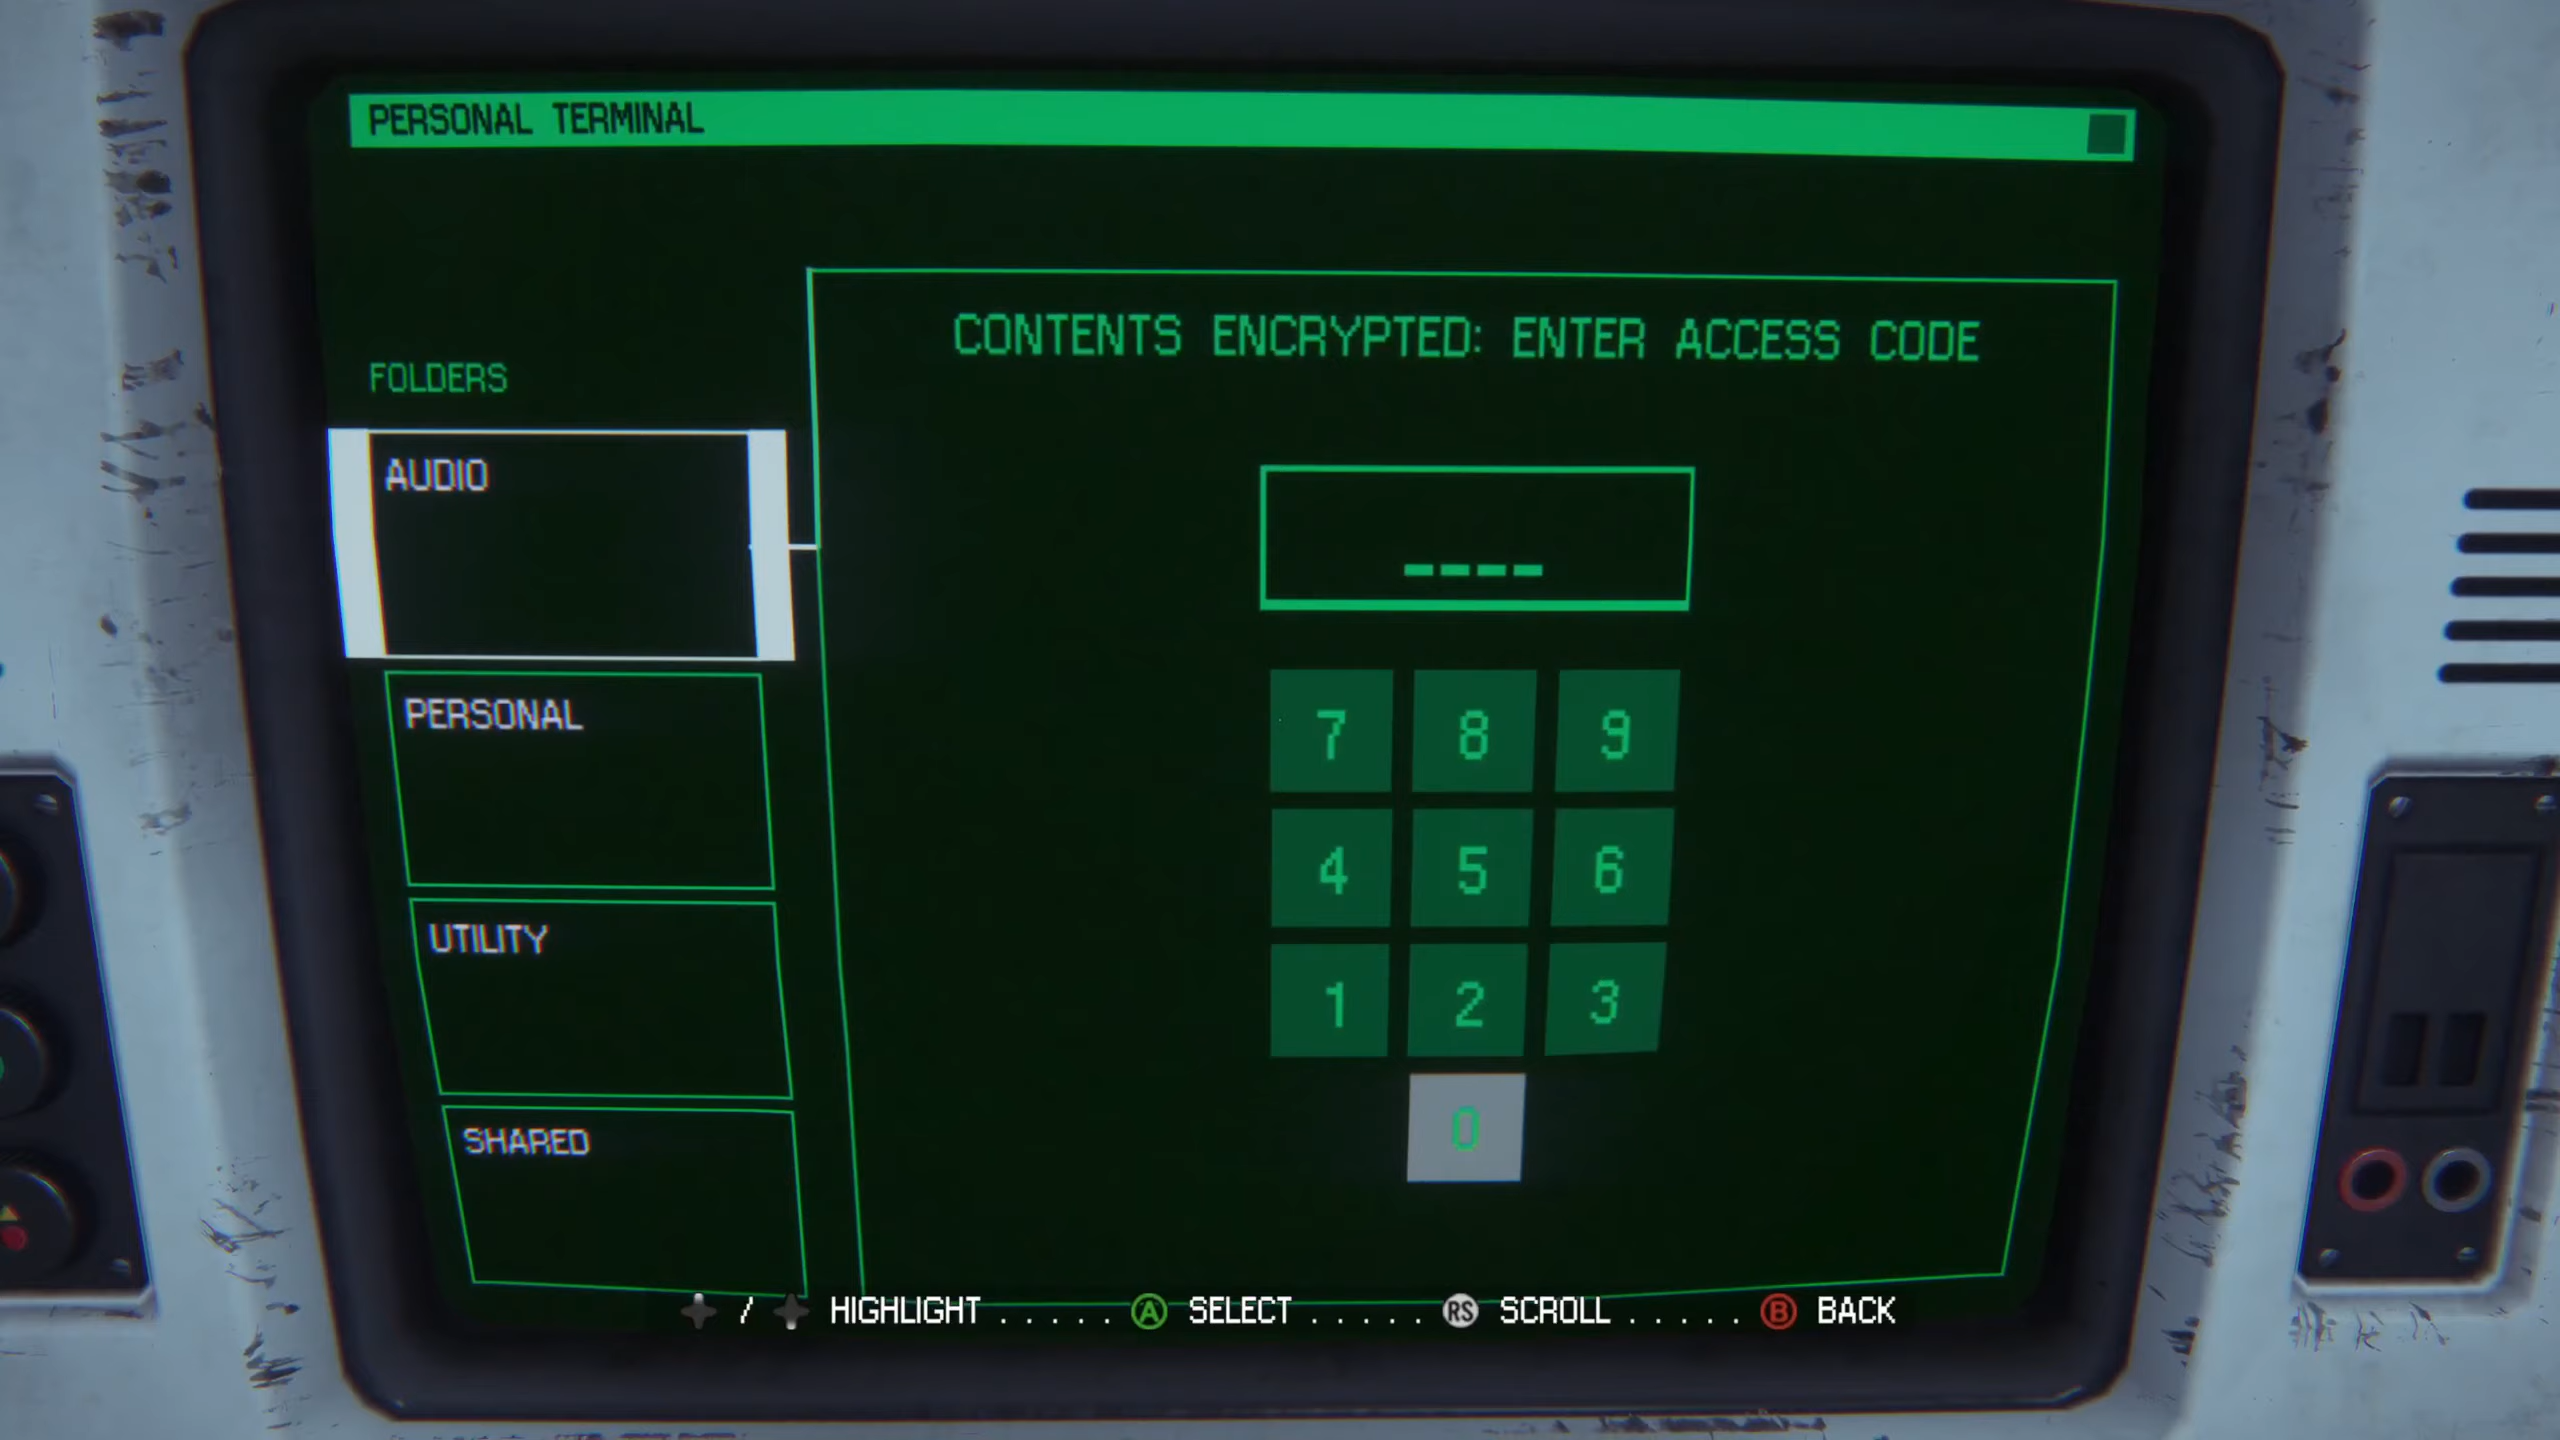 PERSONAL TERMINAL
CONTENTS ENCRYPTED: ENTER ACCESS CODE
FOLDERS
AUDIO
PERSONAL
UTILITY
SHARED
7 8 9
4 5 6
1 2 3
0
/ HIGHLIGHT ..... A SELECT ..... RS SCROLL ..... B BACK